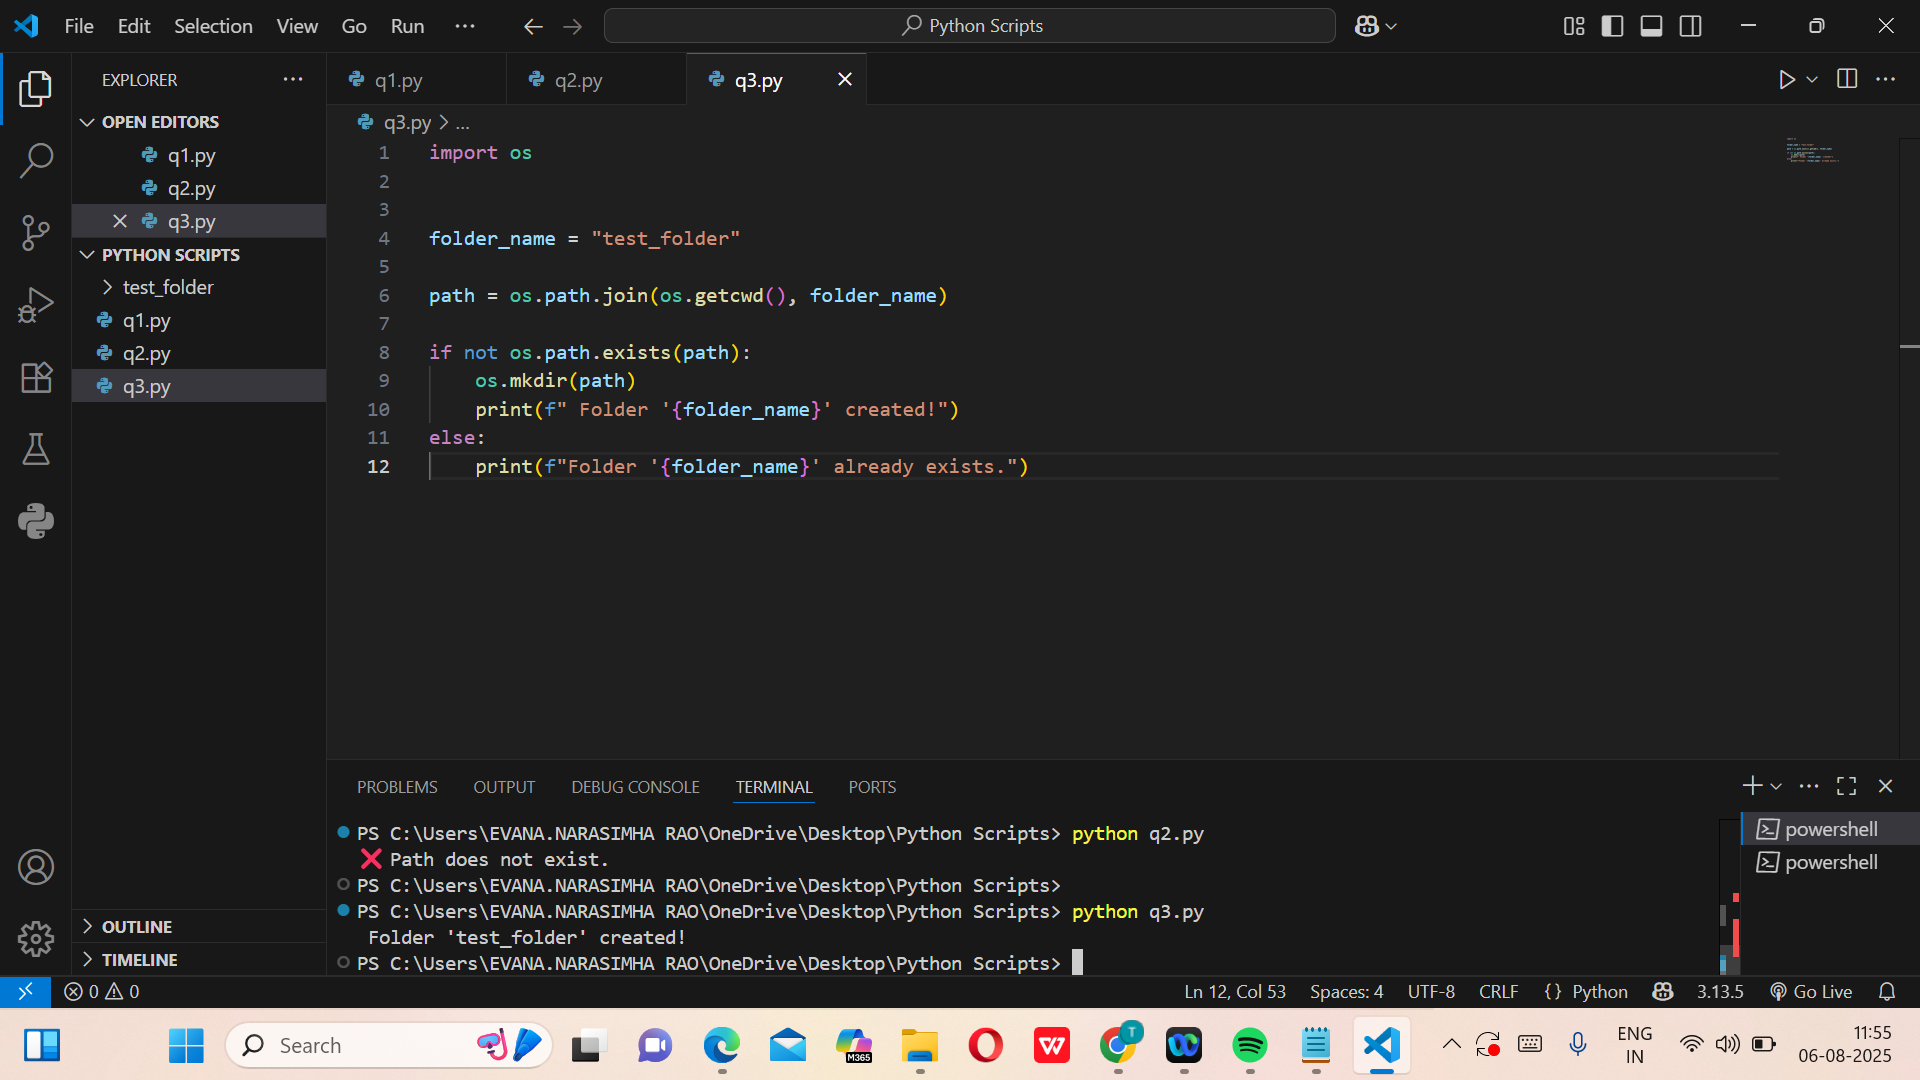 File Edit Selection View Go Run ... Python Scripts
EXPLORER ...
OPEN EDITORS
q1.py
q2.py
q3.py
PYTHON SCRIPTS
test_folder
q1.py
q2.py
q3.py
OUTLINE
TIMELINE
q1.py q2.py q3.py
q3.py > ...
1 import os
2
3
4 folder_name = "test_folder"
5
6 path = os.path.join(os.getcwd(), folder_name)
7
8 if not os.path.exists(path):
9     os.mkdir(path)
10     print(f" Folder '{folder_name}' created!")
11 else:
12     print(f"Folder '{folder_name}' already exists.")
PROBLEMS OUTPUT DEBUG CONSOLE TERMINAL PORTS
PS C:\Users\EVANA.NARASIMHA RAO\OneDrive\Desktop\Python Scripts> python q2.py
❌ Path does not exist.
PS C:\Users\EVANA.NARASIMHA RAO\OneDrive\Desktop\Python Scripts>
PS C:\Users\EVANA.NARASIMHA RAO\OneDrive\Desktop\Python Scripts> python q3.py
 Folder 'test_folder' created!
PS C:\Users\EVANA.NARASIMHA RAO\OneDrive\Desktop\Python Scripts>
powershell
powershell
0 0 Ln 12, Col 53 Spaces: 4 UTF-8 CRLF {} Python 3.13.5 Go Live
Search M365 W T ENG 11:55
IN 06-08-2025